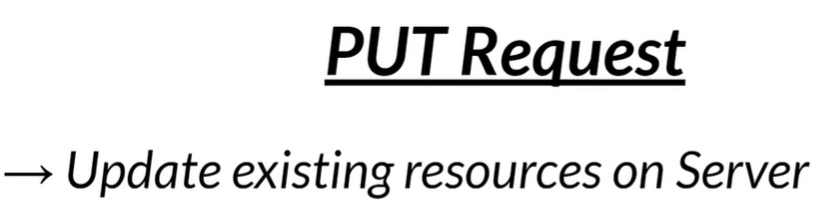 PUT Request
→ Update existing resources on Server